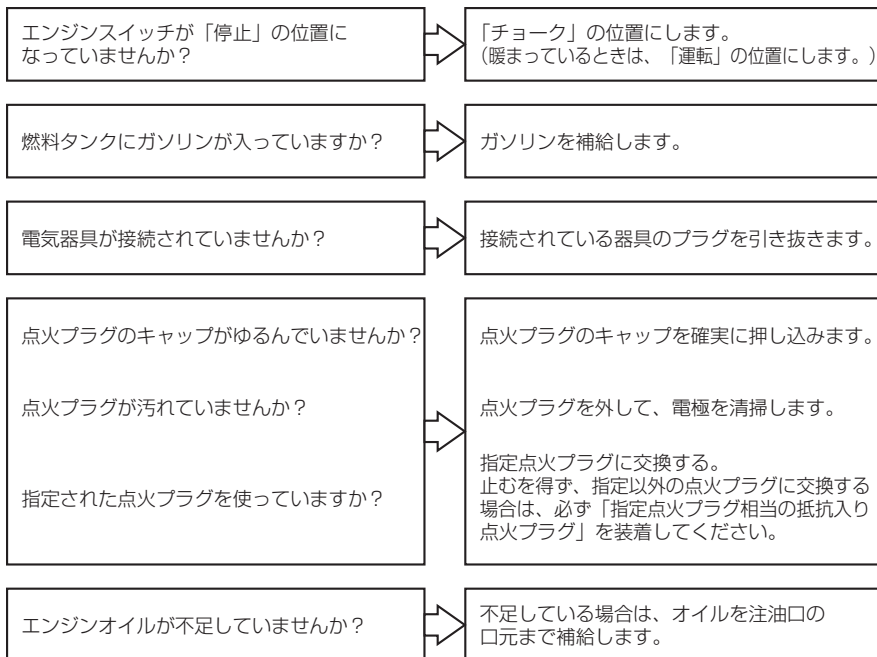 エンジンスイッチが「停止」の位置に
なっていませんか？
「チョーク」の位置にします。
（暖まっているときは、「運転」の位置にします。）
燃料タンクにガソリンが入っていますか？
ガソリンを補給します。
電気器具が接続されていませんか？
接続されている器具のプラグを引き抜きます。
点火プラグのキャップがゆるんでいませんか？
点火プラグのキャップを確実に押し込みます。
点火プラグが汚れていませんか？
点火プラグを外して、電極を清掃します。
指定された点火プラグを使っていますか？
指定点火プラグに交換する。
止むを得ず、指定以外の点火プラグに交換する
場合は、必ず「指定点火プラグ相当の抵抗入り
点火プラグ」を装着してください。
エンジンオイルが不足していませんか？
不足している場合は、オイルを注油口の
口元まで補給します。